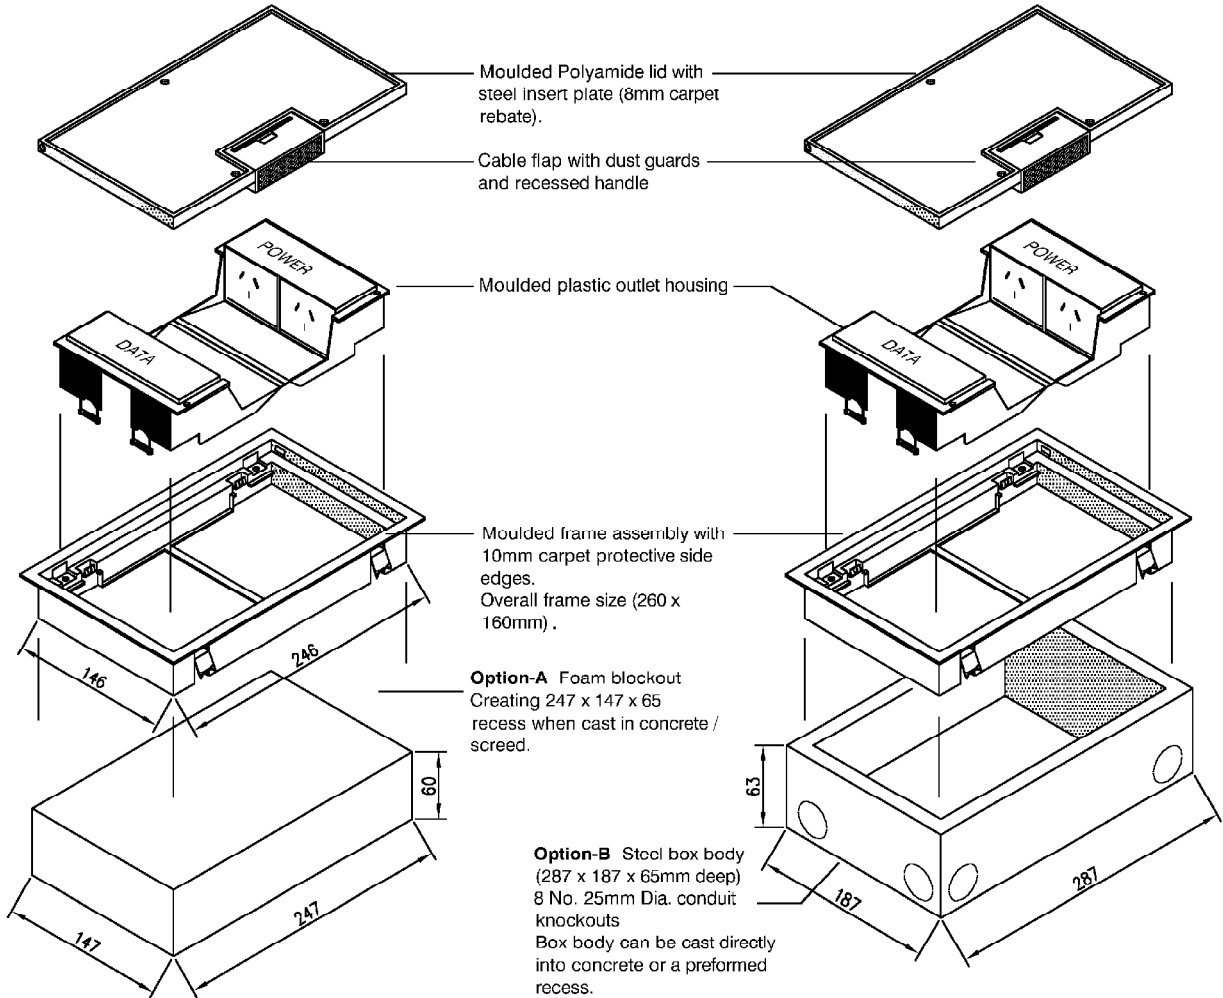 Moulded Polyamide lid with
steel insert plate (8mm carpet
rebate).
Cable flap with dust guards
and recessed handle
POWER
POWER
Moulded plastic outlet housing
DATA
DATA
Moulded frame assembly with
10mm carpet protective side
edges.
Overall frame size (260 x
160mm) .
246
146
Option-A Foam blockout
Creating 247 x 147 x 65
recess when cast in concrete /
screed.
60
63
Option-B Steel box body
(287 x 187 x 65mm deep)
8 No. 25mm Dia. conduit
knockouts
Box body can be cast directly
into concrete or a preformed
recess.
187
287
247
147